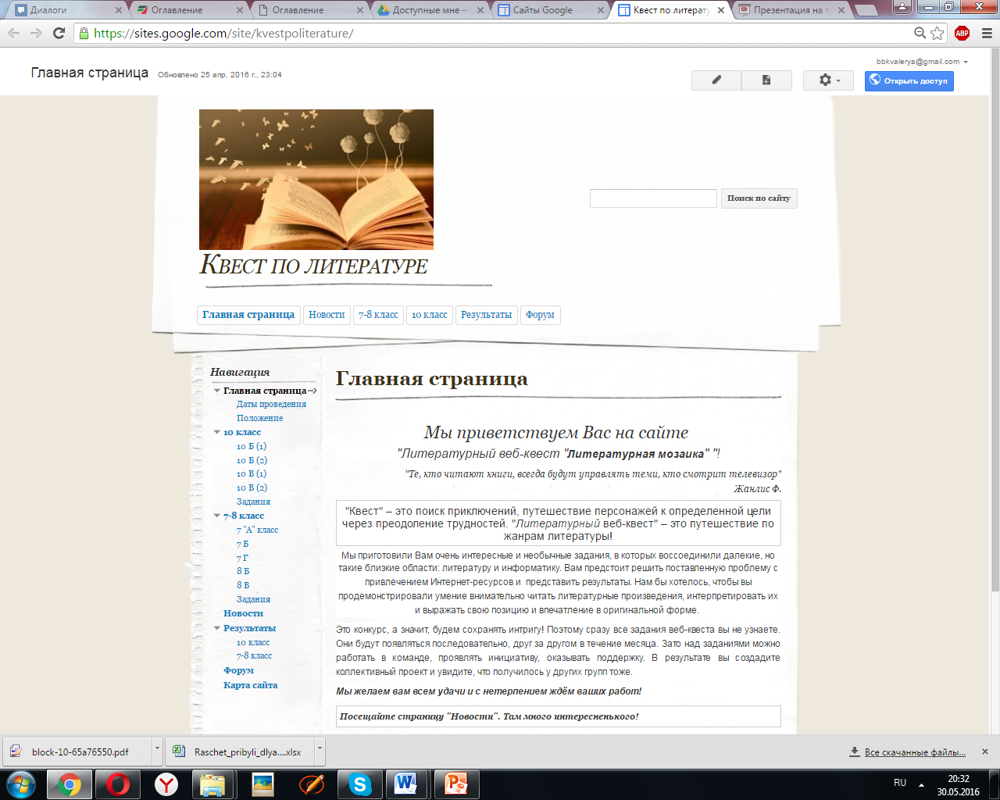 Диалоги
Оглавление
Оглавление
Доступные мне –
Сайты Google
Квест по литерату
Презентация на т
https://sites.google.com/site/kvestpoliterature/
ABP
bbkvalerya@gmail.com
Главная страница Обновлено 25 апр. 2016 г., 23:04
Открыть доступ
Поиск по сайту
Квест по литературе
Главная страница
Новости
7-8 класс
10 класс
Результаты
Форум
Навигация
Главная страница
Даты проведения
Положение
10 класс
10 Б (1)
10 Б (2)
10 В (1)
10 В (2)
Задания
7-8 класс
7 "А" класс
7 Б
7 Г
8 Б
8 В
Задания
Новости
Результаты
10 класс
7-8 класс
Форум
Карта сайта
Главная страница
Мы приветствуем Вас на сайте
"Литературный веб-квест "Литературная мозаика" "!
"Те, кто читают книги, всегда будут управлять теми, кто смотрит телевизор"
Жанлис Ф.
"Квест" – это поиск приключений, путешествие персонажей к определенной цели
через преодоление трудностей. "Литературный веб-квест" – это путешествие по
жанрам литературы!
Мы приготовили Вам очень интересные и необычные задания, в которых воссоединили далекие, но
такие близкие области: литературу и информатику. Вам предстоит решить поставленную проблему с
привлечением Интернет-ресурсов и представить результаты. Нам бы хотелось, чтобы вы
продемонстрировали умение внимательно читать литературные произведения, интерпретировать их
и выражать свою позицию и впечатление в оригинальной форме.
Это конкурс, а значит, будем сохранять интригу! Поэтому сразу все задания веб-квеста вы не узнаете.
Они будут появляться последовательно, друг за другом в течение месяца. Зато над заданиями можно
работать в команде, проявлять инициативу, оказывать поддержку. В результате вы создадите
коллективный проект и увидите, что получилось у других групп тоже.
Мы желаем вам всем удачи и с нетерпением ждём ваших работ!
Посещайте страницу "Новости". Там много интересненького!
block-10-65a76550.pdf
Raschet_pribyli_dlya....xlsx
Все скачанные файлы...
RU
20:32
30.05.2016